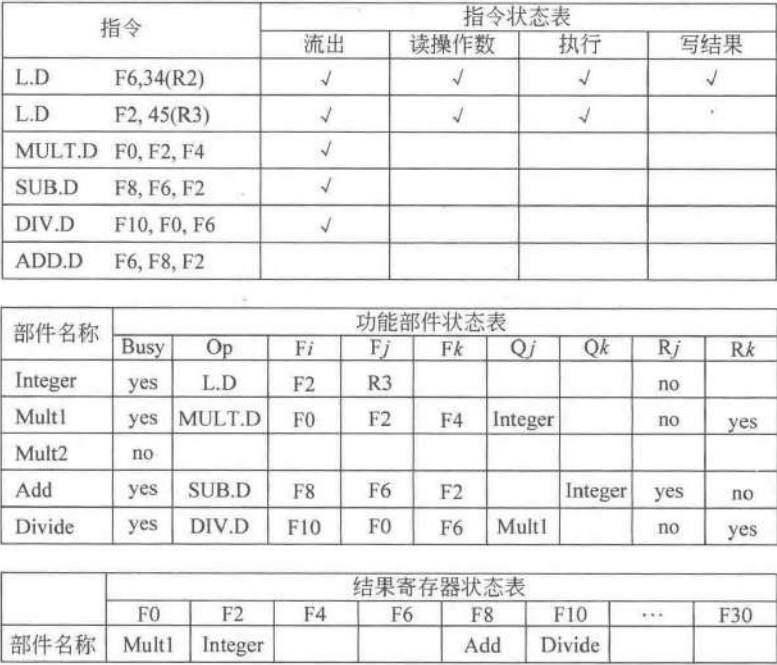 指令 指令状态表
流出 读操作数 执行 写结果
L.D F6,34(R2) √ √ √ √
L.D F2, 45(R3) √ √ √
MULT.D F0, F2, F4 √
SUB.D F8, F6, F2 √
DIV.D F10, F0, F6 √
ADD.D F6, F8, F2
部件名称 功能部件状态表
Busy Op Fi Fj Fk Qj Qk Rj Rk
Integer yes L.D F2 R3 no
Mult1 yes MULT.D F0 F2 F4 Integer no yes
Mult2 no
Add yes SUB.D F8 F6 F2 Integer yes no
Divide yes DIV.D F10 F0 F6 Mult1 no yes
结果寄存器状态表
F0 F2 F4 F6 F8 F10 … F30
部件名称 Mult1 Integer Add Divide